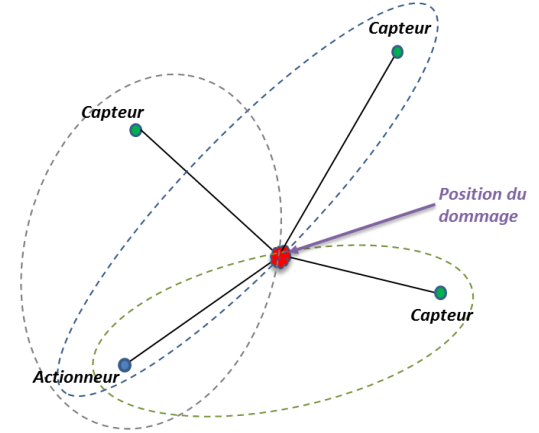 Capteur
Capteur
Position du
dommage
Capteur
Actionneur